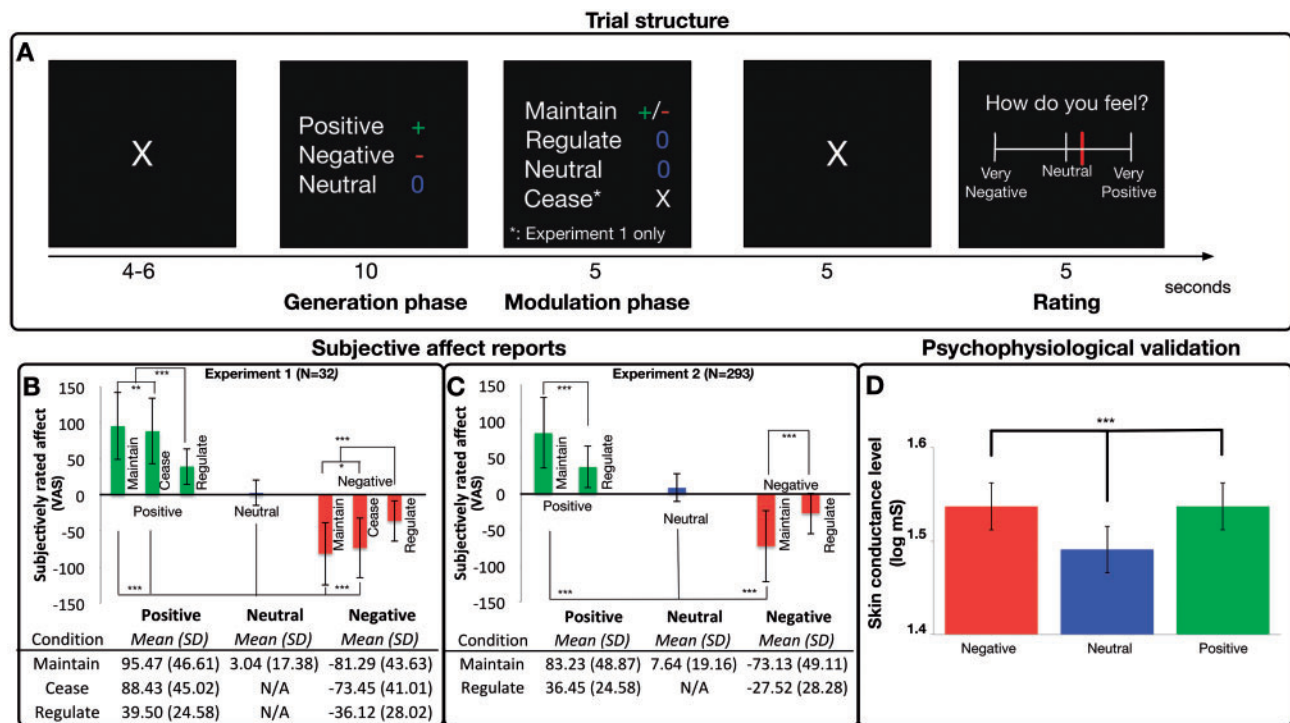 Trial structure
A
X
Positive +
Negative -
Neutral 0
Maintain +/-
Regulate 0
Neutral 0
Cease* X
*: Experiment 1 only
X
How do you feel?
Very Negative
Neutral
Very Positive
4-6
10
5
5
5
seconds
Generation phase
Modulation phase
Rating
Subjective affect reports
B
Experiment 1 (N=32)
Subjectively rated affect (VAS)
150
100
50
0
-50
-100
-150
**
***
Maintain
Cease
Regulate
Positive
Neutral
***
*
Negative
Maintain
Cease
Regulate
***
***
Positive Neutral Negative
Condition Mean (SD) Mean (SD) Mean (SD)
Maintain 95.47 (46.61) 3.04 (17.38) -81.29 (43.63)
Cease 88.43 (45.02) N/A -73.45 (41.01)
Regulate 39.50 (24.58) N/A -36.12 (28.02)
C
Experiment 2 (N=293)
Subjectively rated affect (VAS)
150
100
50
0
-50
-100
-150
***
Maintain
Regulate
Positive
Neutral
***
Negative
Maintain
Regulate
***
***
Positive Neutral Negative
Condition Mean (SD) Mean (SD) Mean (SD)
Maintain 83.23 (48.87) 7.64 (19.16) -73.13 (49.11)
Regulate 36.45 (24.58) N/A -27.52 (28.28)
Psychophysiological validation
D
Skin conductance level (log mS)
1.6
1.5
1.4
***
Negative
Neutral
Positive